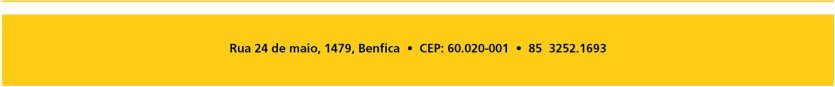 Rua 24 de maio, 1479, Benfica • CEP: 60.020-001 • 85 3252.1693